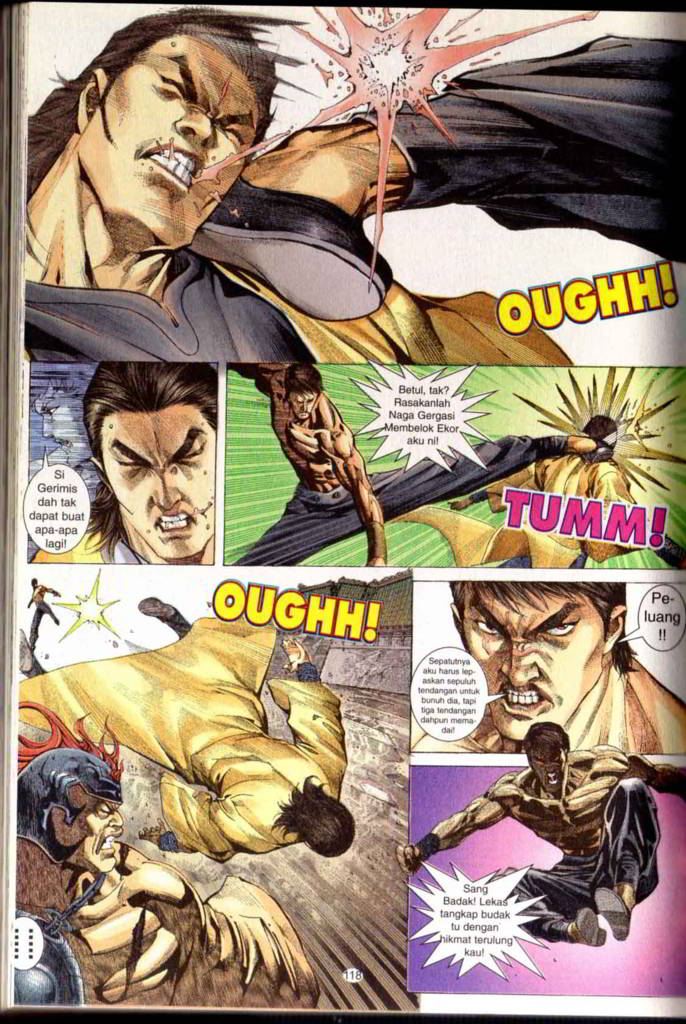 OUGHH!
Si
Gerimis
dah tak
dapat buat
apa-apa
lagi!
Betul, tak?
Rasakanlah
Naga Gergasi
Membelok Ekor
aku ni!
TUMM!
OUGHH!
Pe-
luang
!!
Sepatutnya
aku harus lep-
askan sepuluh
tendangan untuk
bunuh dia, tapi
tiga tendangan
dahpun mema-
dai!
Sang
Badak! Lekas
tangkap budak
tu dengan
hikmat terulung
kau!
!!!
118